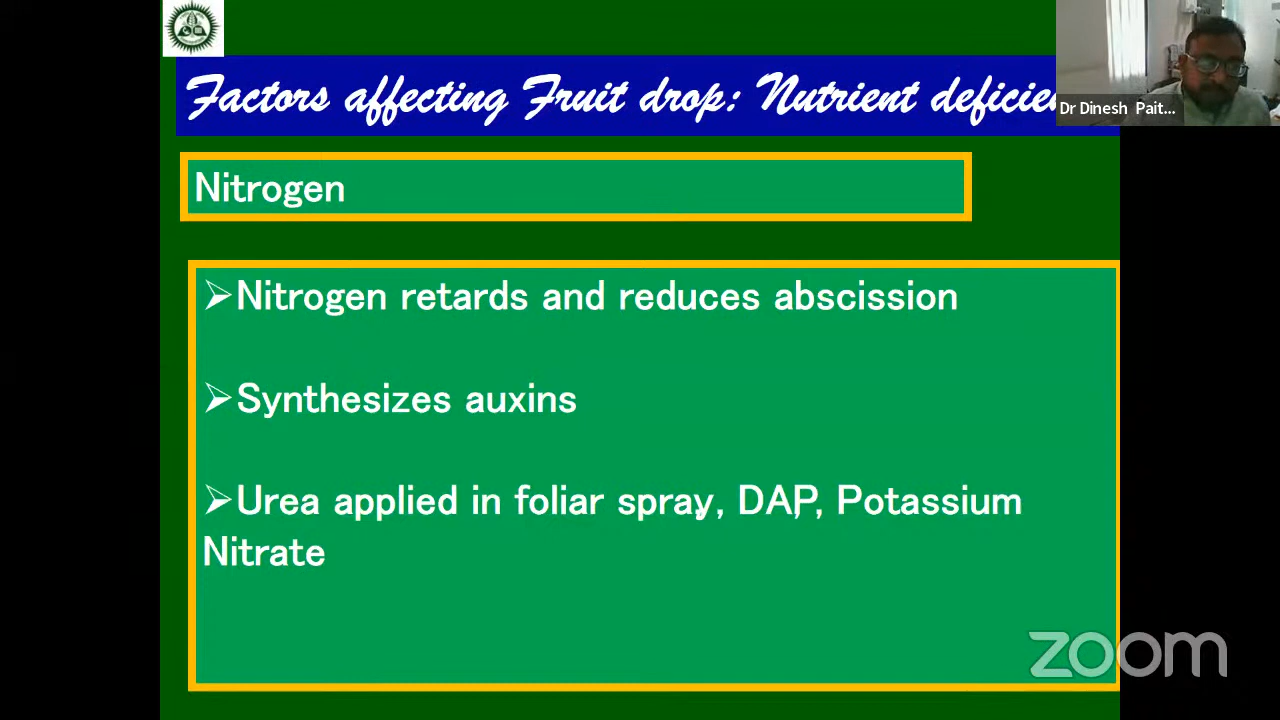 Factors affecting Fruit drop: Nutrient deficien
Dr Dinesh Pait...
Nitrogen
➢Nitrogen retards and reduces abscission
➢Synthesizes auxins
➢Urea applied in foliar spray, DAP, Potassium
Nitrate
zoom